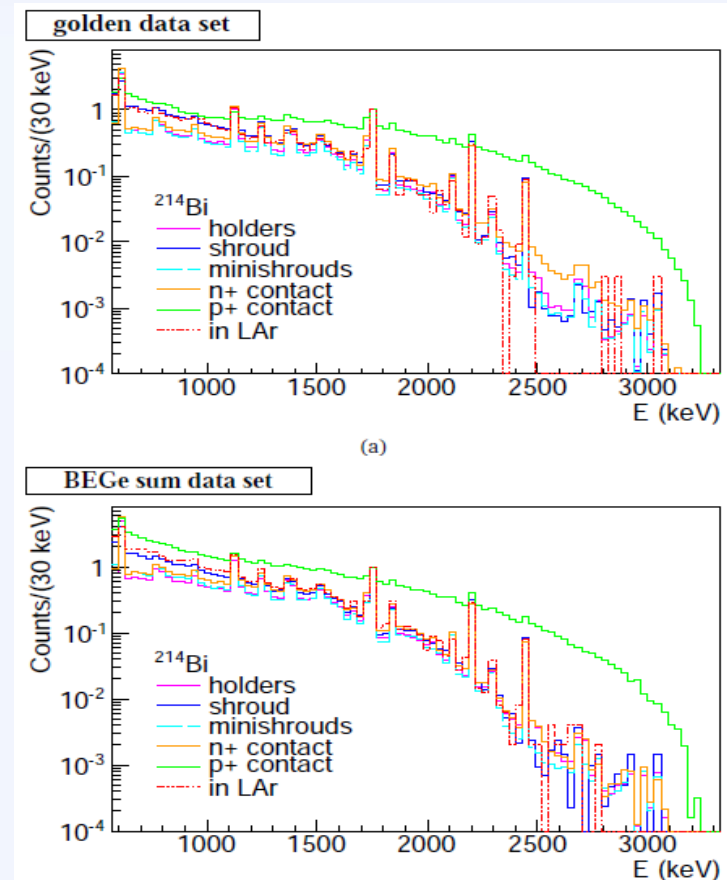 golden data set
Counts/(30 keV)
1
10⁻¹
10⁻²
10⁻³
10⁻⁴
²¹⁴Bi
holders
shroud
minishrouds
n+ contact
p+ contact
in LAr
1000 1500 2000 2500 3000
E (keV)
(a)
BEGe sum data set
Counts/(30 keV)
1
10⁻¹
10⁻²
10⁻³
10⁻⁴
²¹⁴Bi
holders
shroud
minishrouds
n+ contact
p+ contact
in LAr
1000 1500 2000 2500 3000
E (keV)